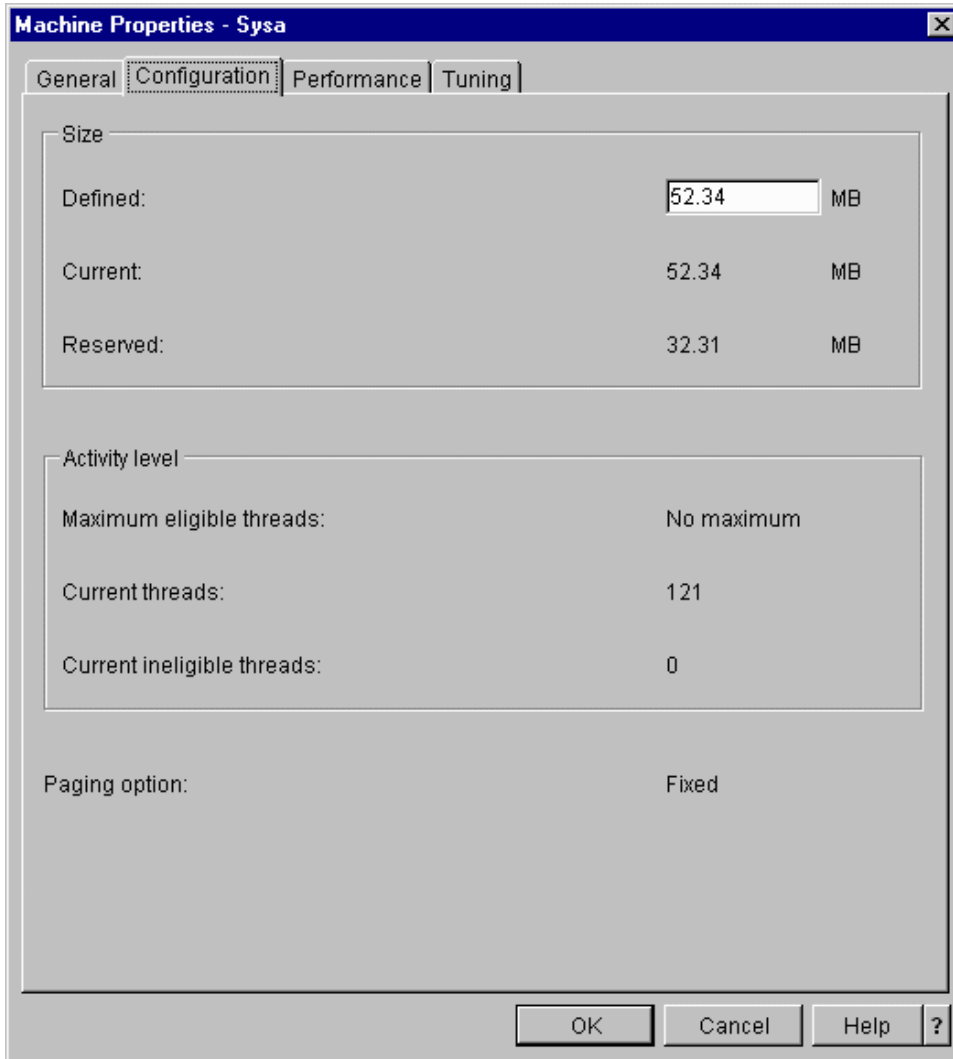 Machine Properties - Sysa
General Configuration Performance Tuning
Size
Defined: 52.34 MB
Current: 52.34 MB
Reserved: 32.31 MB
Activity level
Maximum eligible threads: No maximum
Current threads: 121
Current ineligible threads: 0
Paging option: Fixed
OK Cancel Help ?